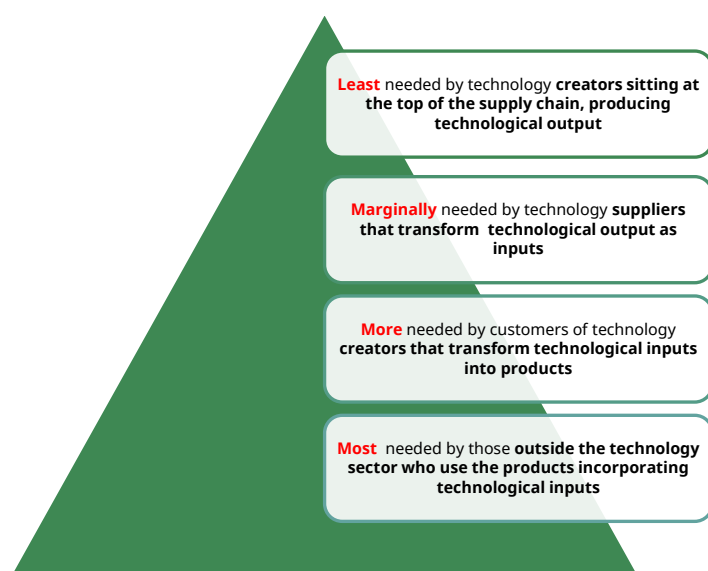 Least needed by technology creators sitting at
the top of the supply chain, producing
technological output
Marginally needed by technology suppliers
that transform technological output as
inputs
More needed by customers of technology
creators that transform technological inputs
into products
Most needed by those outside the technology
sector who use the products incorporating
technological inputs